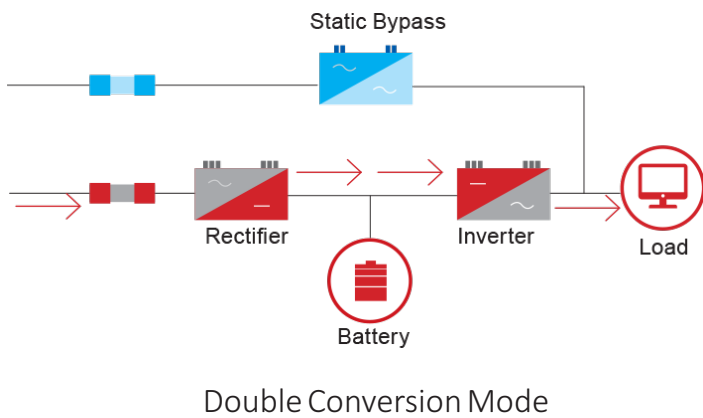 Static Bypass
Rectifier
Inverter
Load
Battery
Double Conversion Mode